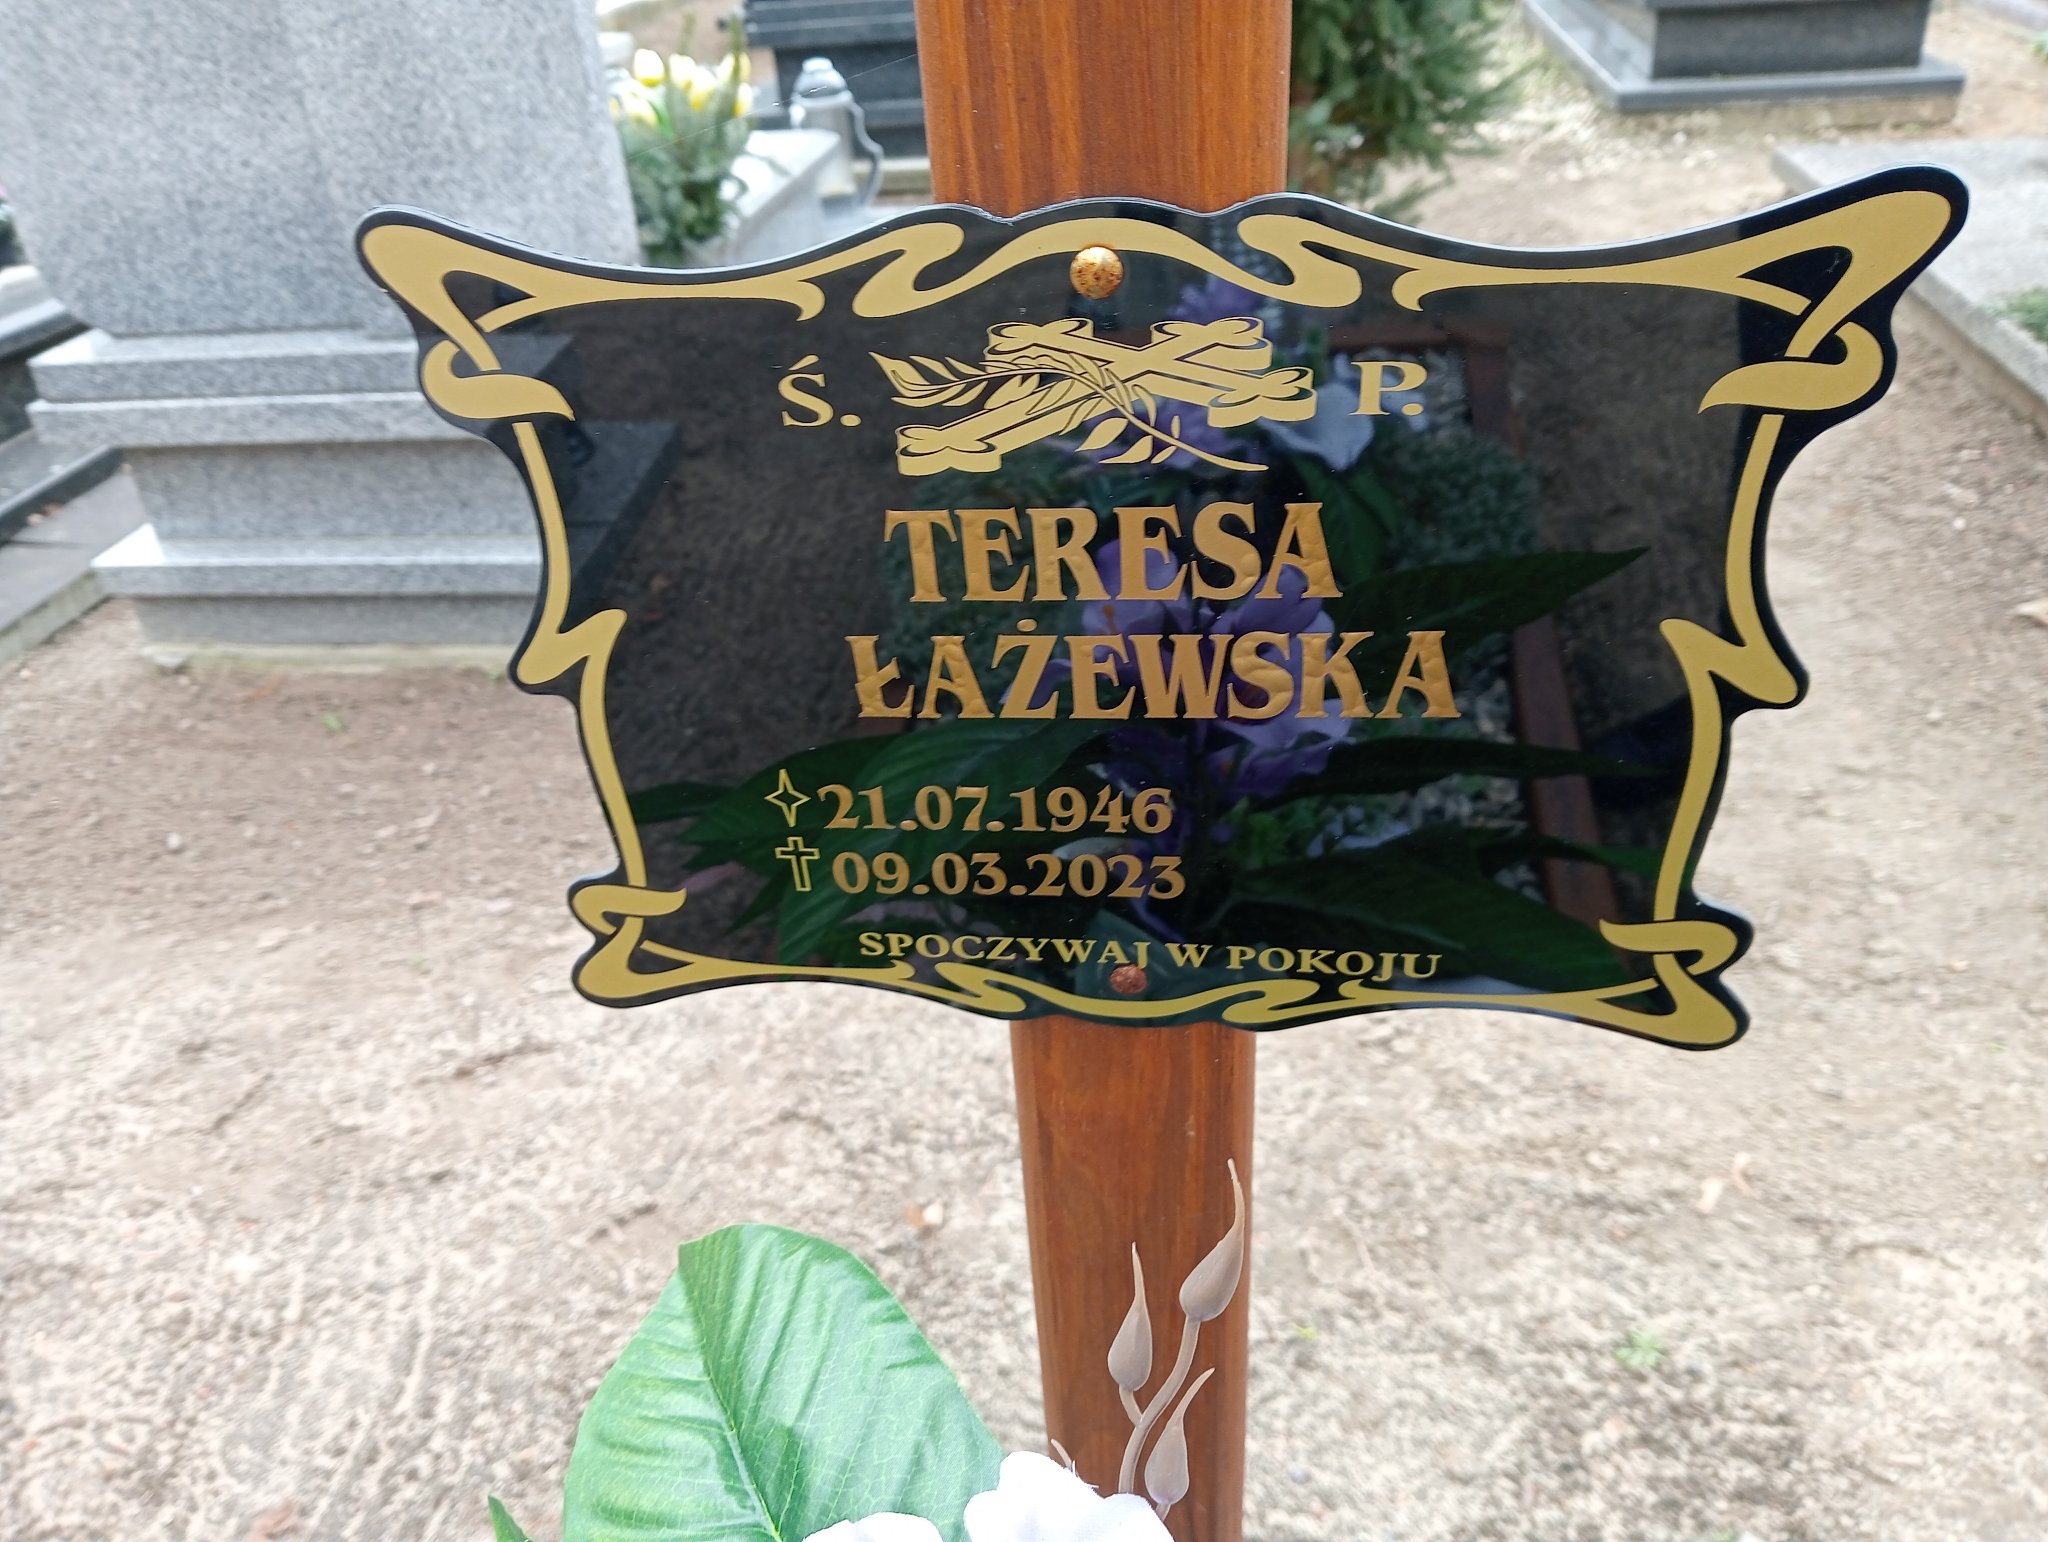 Ś. P.
TERESA
ŁAŻEWSKA
21.07.1946
09.03.2023
SPOCZYWAJ W POKOJU